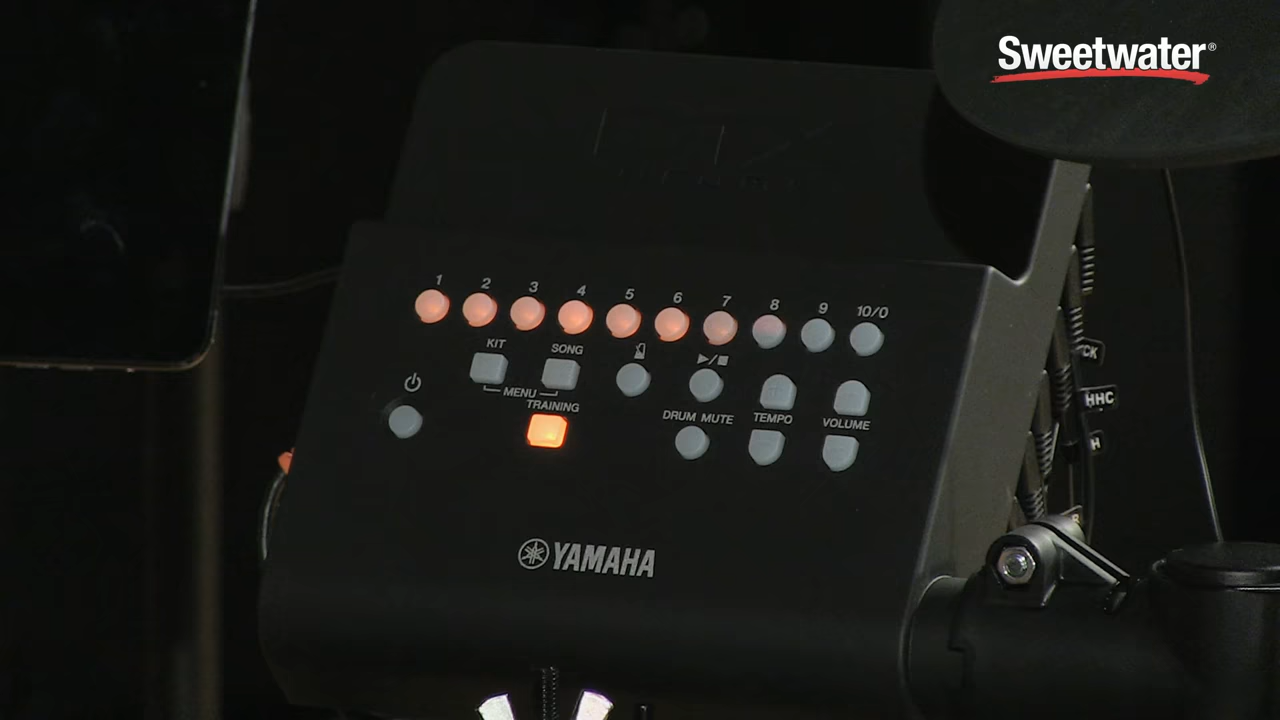 Sweetwater®
1 2 3 4 5 6 7 8 9 10/0
KIT SONG
MENU
TRAINING
DRUM MUTE TEMPO VOLUME
HHC
YAMAHA